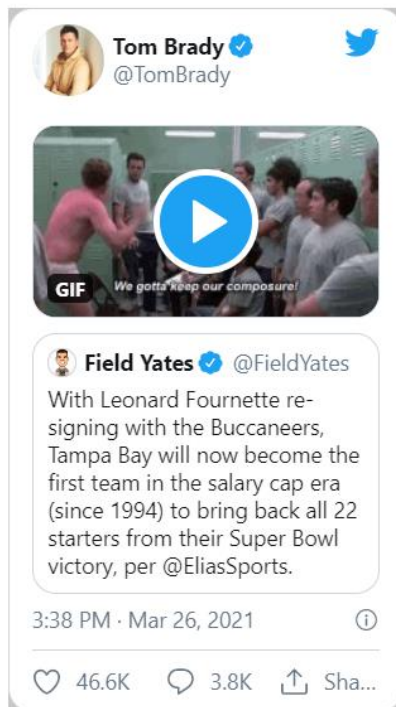 Tom Brady
@TomBrady
We gotta keep our composure!
GIF
Field Yates @FieldYates
With Leonard Fournette re-
signing with the Buccaneers,
Tampa Bay will now become the
first team in the salary cap era
(since 1994) to bring back all 22
starters from their Super Bowl
victory, per @EliasSports.
3:38 PM · Mar 26, 2021
46.6K 3.8K Sha...